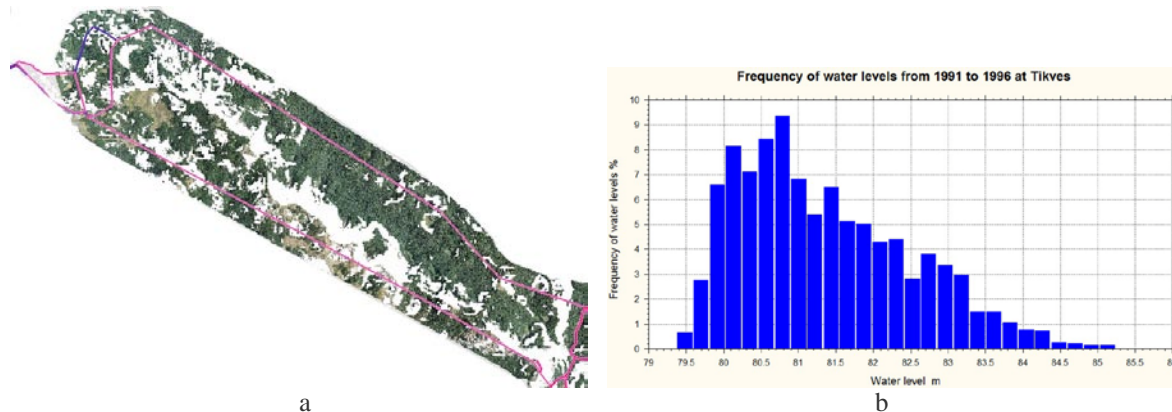 Frequency of water levels from 1991 to 1996 at Tikves
Frequency of water levels %
10
9
8
7
6
5
4
3
2
1
0
79 79.5 80 80.5 81 81.5 82 82.5 83 83.5 84 84.5 85 85.5
Water level m
a b